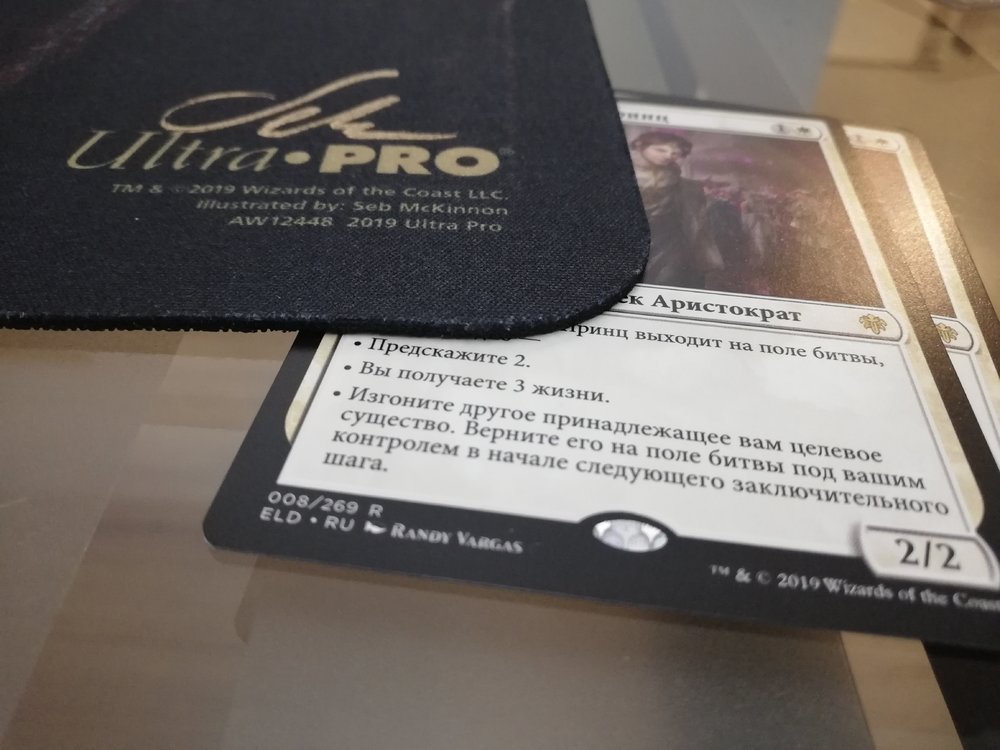 Seb
Ultra • PRO®
TM & © 2019 Wizards of the Coast LLC.
Illustrated by: Seb McKinnon
AW12448 2019 Ultra Pro
Аристократ
принц выходит на поле битвы,
• Предскажите 2.
• Вы получаете 3 жизни.
• Изгоните другое принадлежащее вам целевое
существо. Верните его на поле битвы под вашим
контролем в начале следующего заключительного
шага.
008/269 R
ELD • RU RANDY VARGAS
2/2
™ & © 2019 Wizards of the Coast